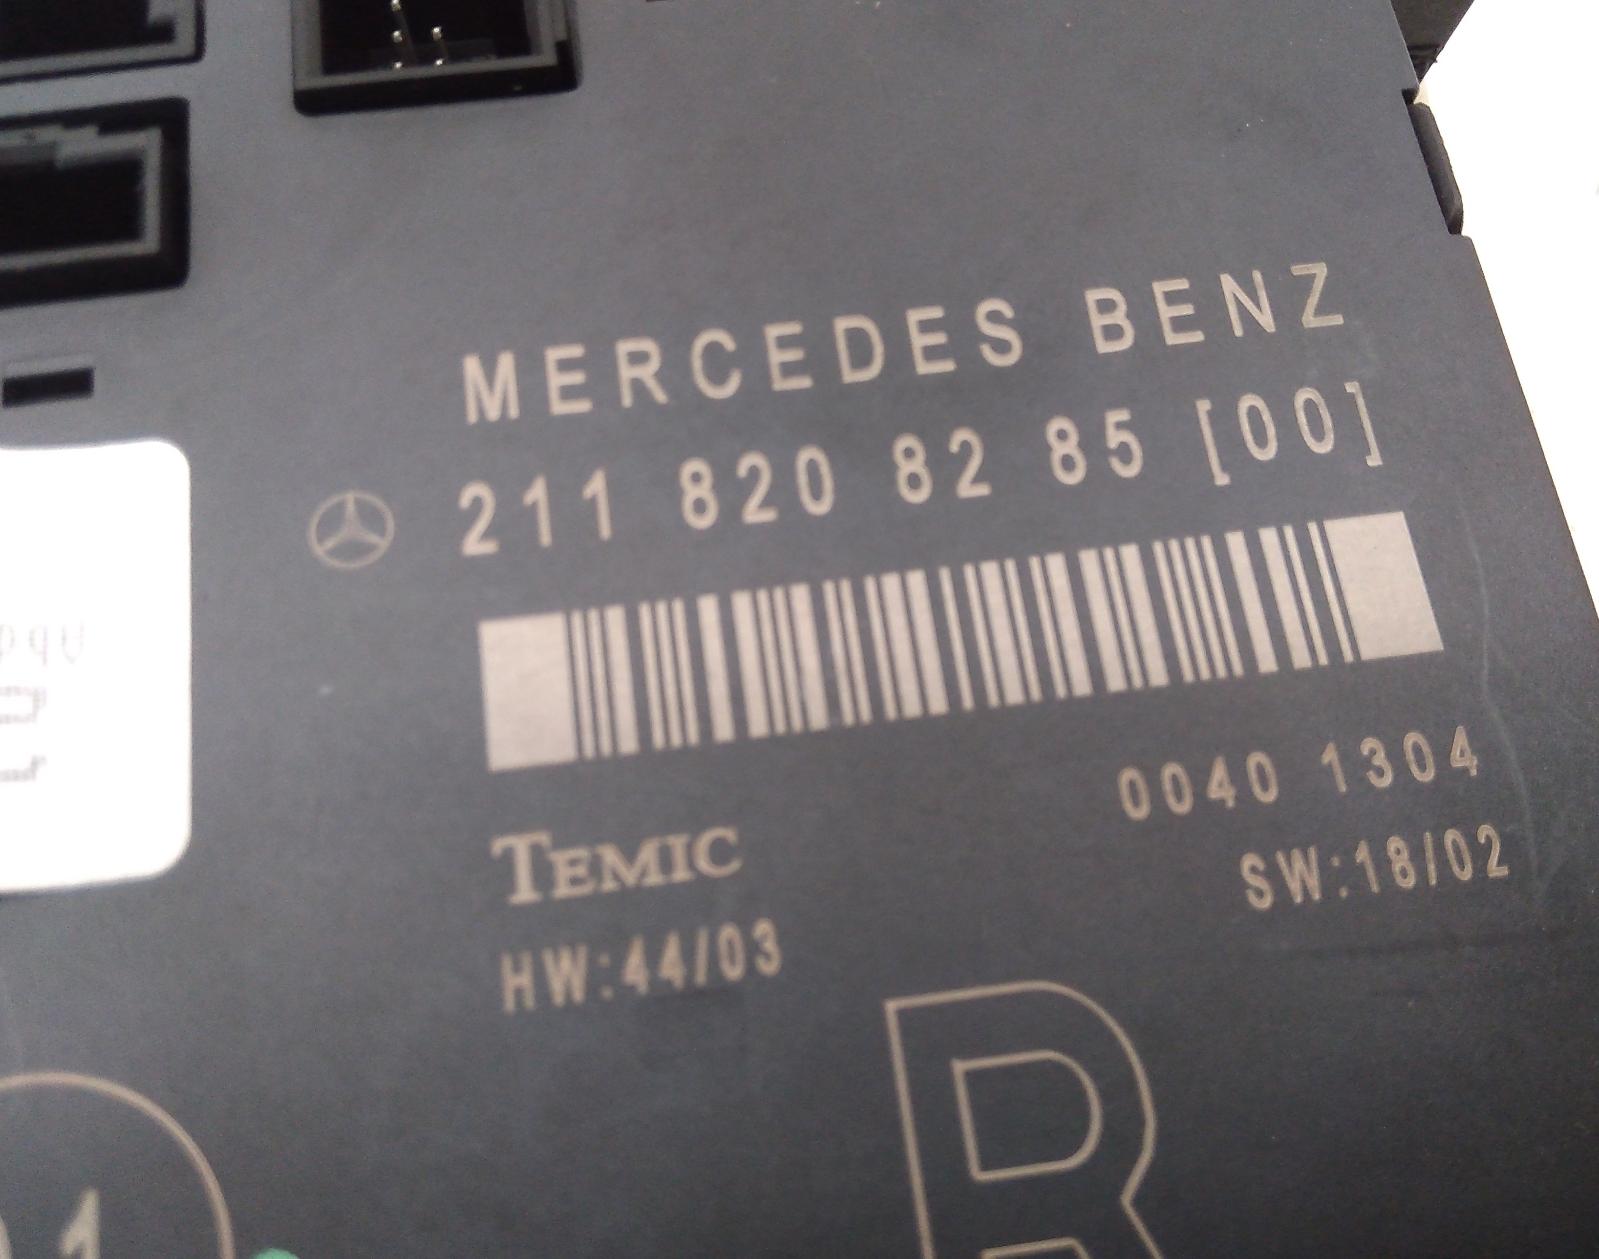 MERCEDES BENZ
211 820 82 85 [00]
0040 1304
TEMIC
SW:18/02
HW:44/03
R